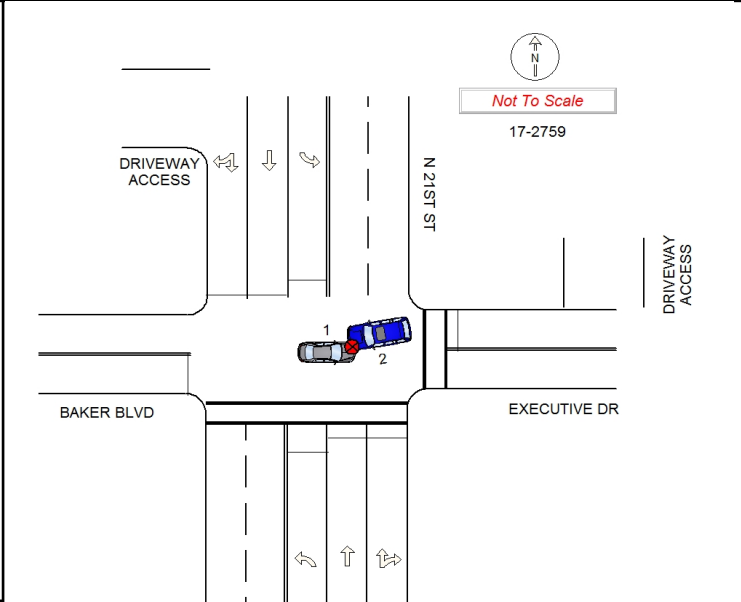 N
Not To Scale
17-2759
DRIVEWAY
ACCESS
N 21ST ST
DRIVEWAY
ACCESS
1
2
BAKER BLVD
EXECUTIVE DR